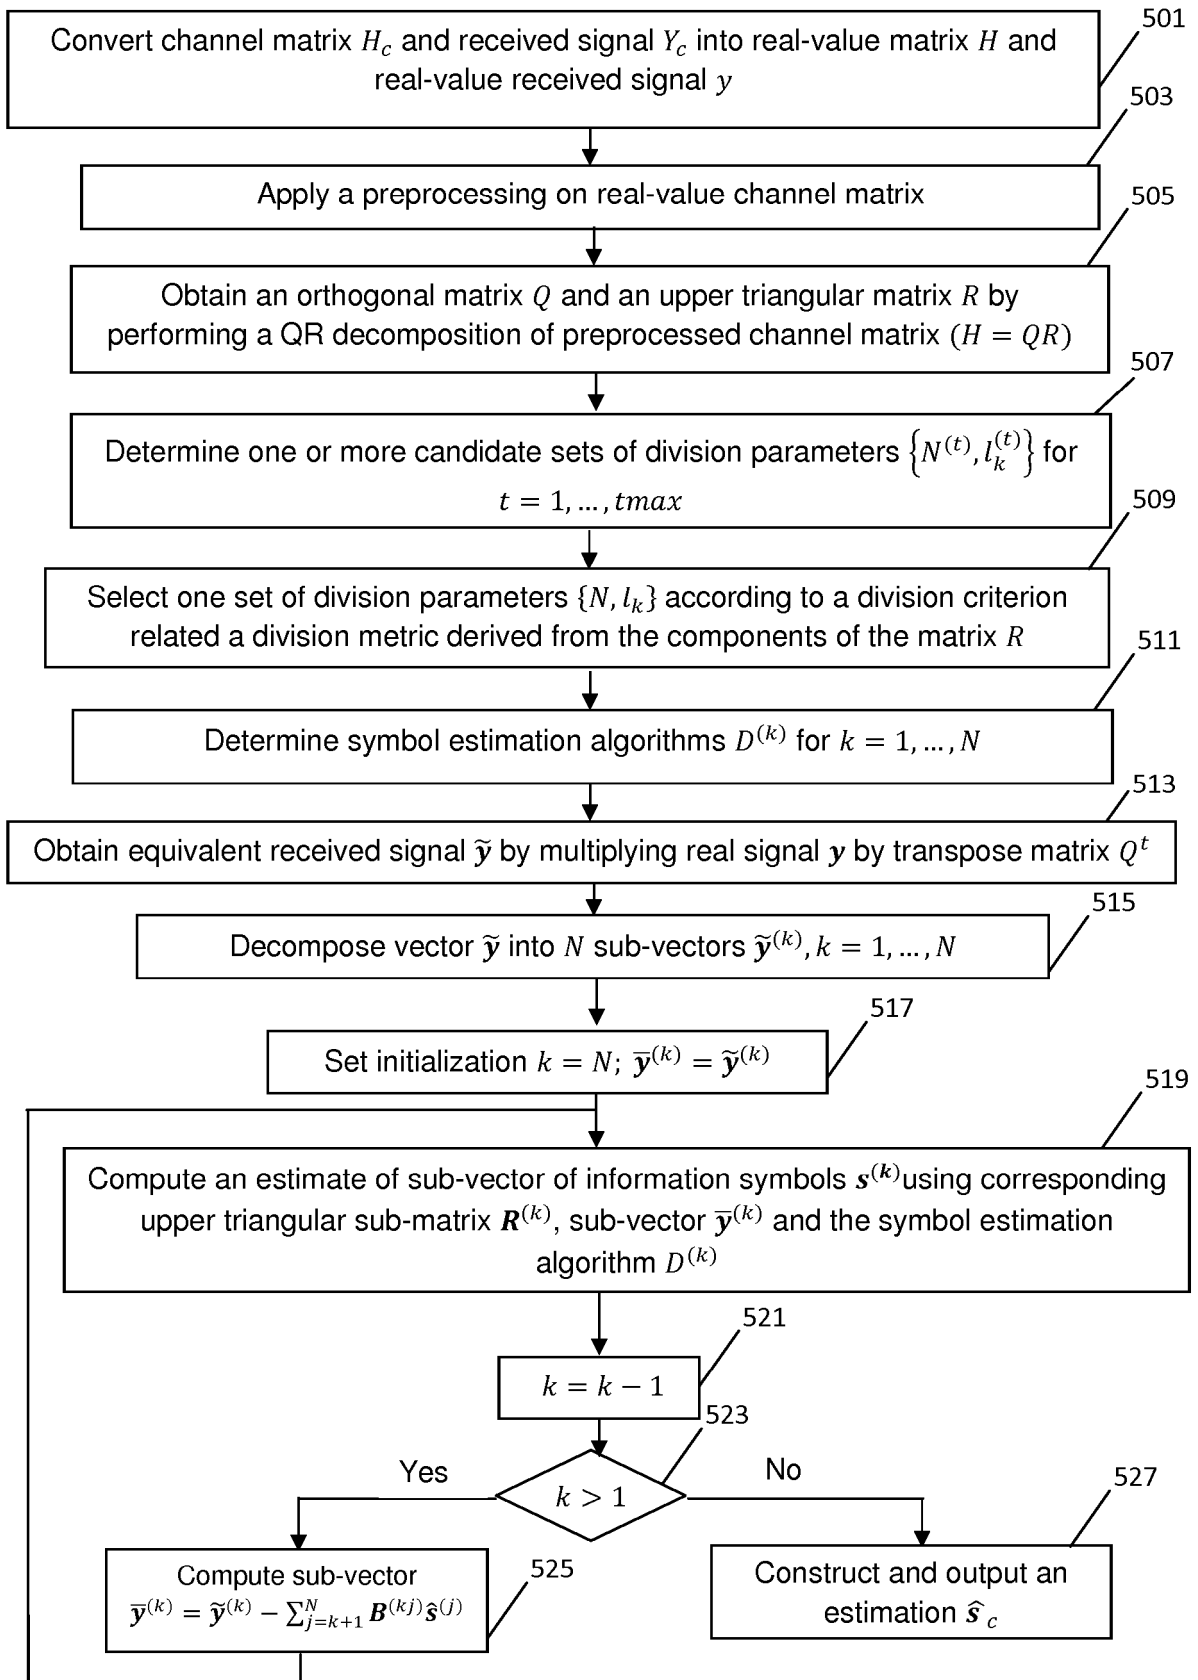 Convert channel matrix H_c and received signal Y_c into real-value matrix H and
real-value received signal y
501
503
Apply a preprocessing on real-value channel matrix
505
Obtain an orthogonal matrix Q and an upper triangular matrix R by
performing a QR decomposition of preprocessed channel matrix (H = QR)
507
Determine one or more candidate sets of division parameters {N^(t), l_k^(t)} for
t = 1, …, tmax
509
Select one set of division parameters {N, l_k} according to a division criterion
related a division metric derived from the components of the matrix R
511
Determine symbol estimation algorithms D^(k) for k = 1, …, N
513
Obtain equivalent received signal ỹ by multiplying real signal y by transpose matrix Q^t
515
Decompose vector ỹ into N sub-vectors ỹ^(k), k = 1, …, N
517
Set initialization k = N; ȳ^(k) = ỹ^(k)
519
Compute an estimate of sub-vector of information symbols s^(k) using corresponding
upper triangular sub-matrix R^(k), sub-vector ȳ^(k) and the symbol estimation
algorithm D^(k)
521
k = k − 1
523
Yes
k > 1
No
527
Compute sub-vector
ȳ^(k) = ỹ^(k) − ∑_{j=k+1}^N B^(kj) ŝ^(j)
525
Construct and output an
estimation ŝ_c